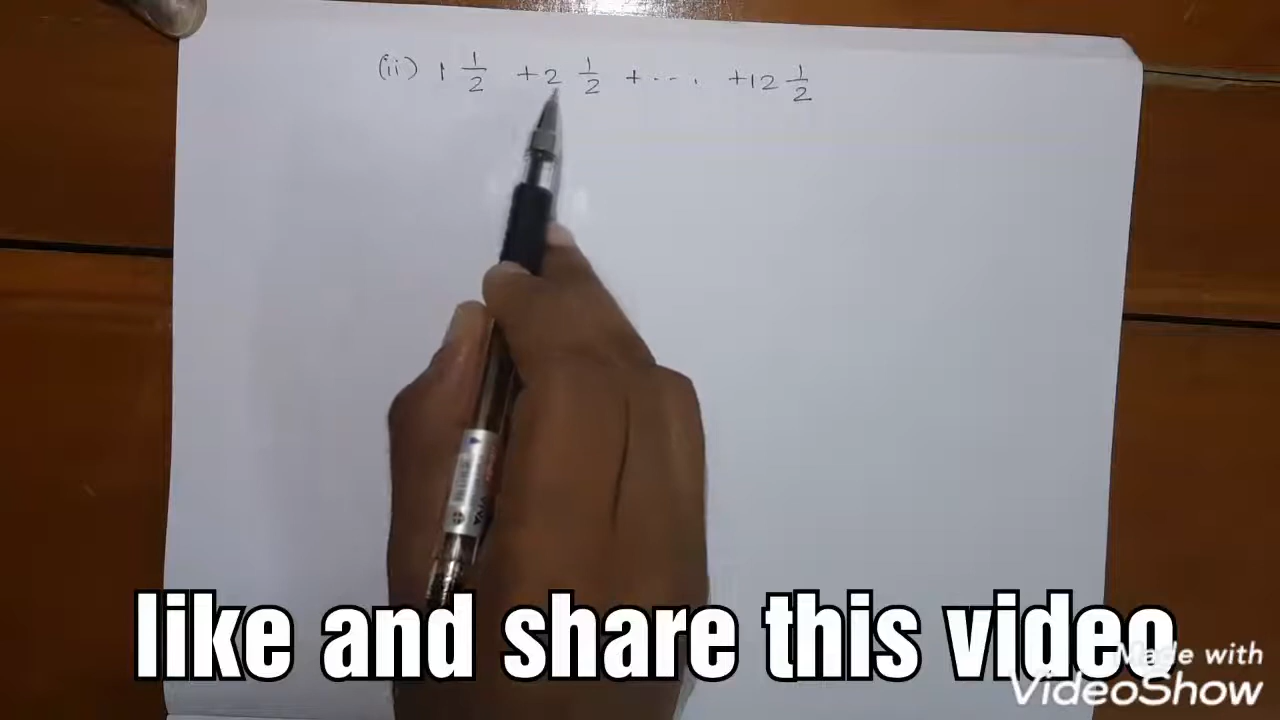 (ii) 1 1/2 + 2 1/2 + ... + 12 1/2
like and share this video
Made with
VideoShow